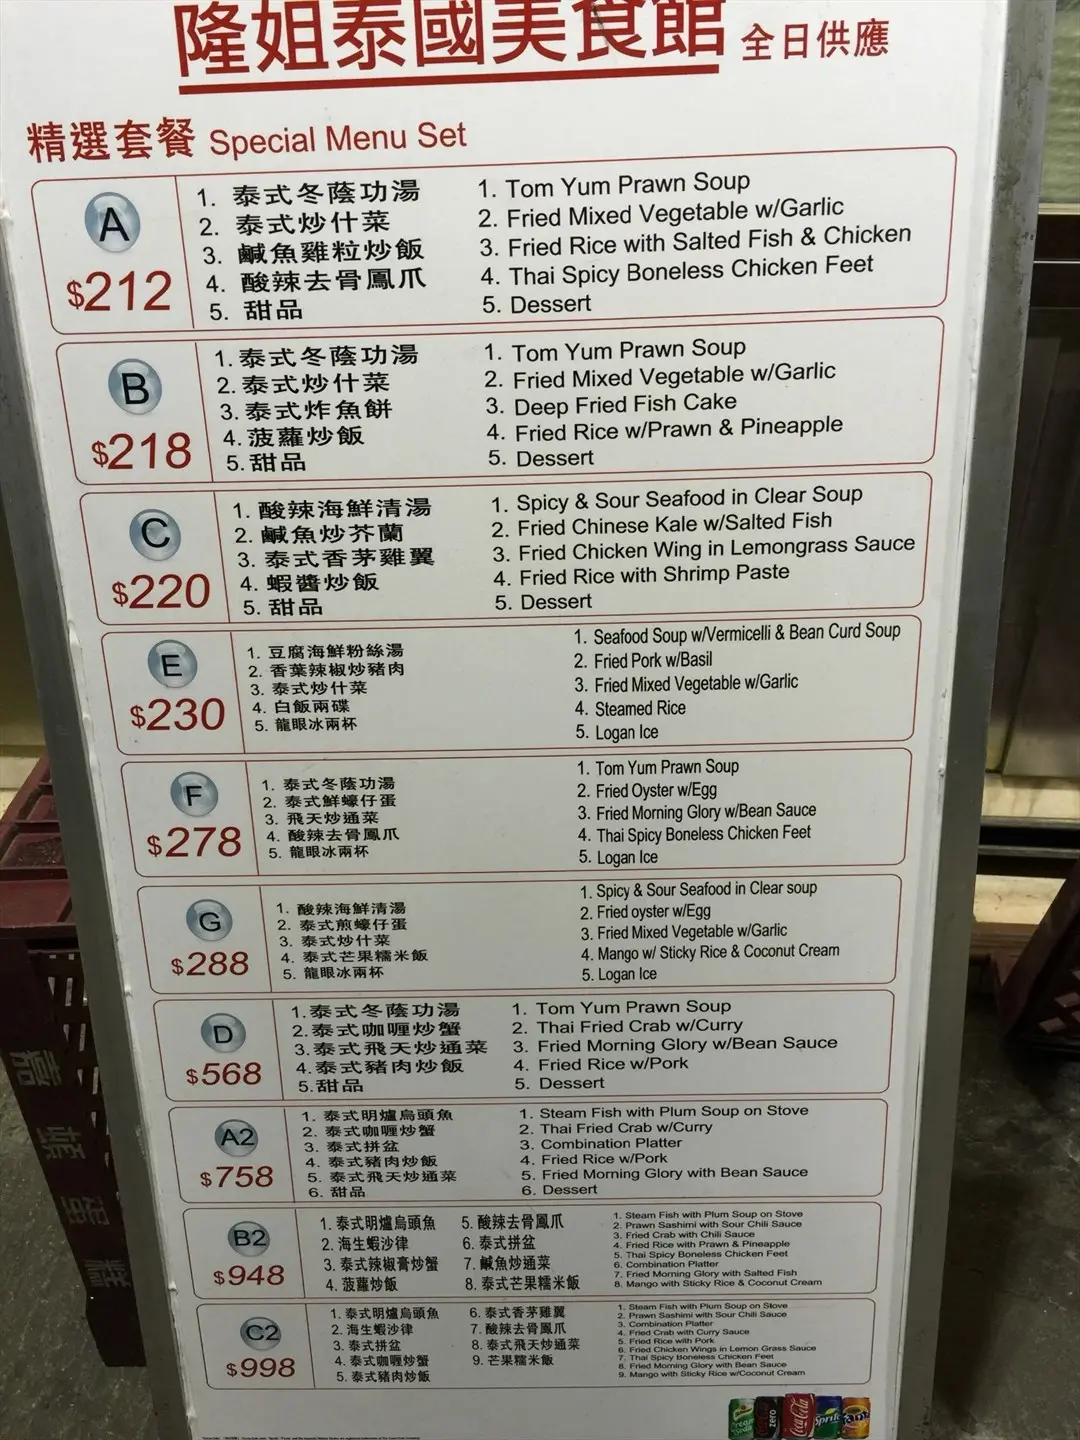 隆姐泰國美食館 全日供應
精選套餐 Special Menu Set
A
$212
1. 泰式冬蔭功湯
2. 泰式炒什菜
3. 鹹魚雞粒炒飯
4. 酸辣去骨鳳爪
5. 甜品
1. Tom Yum Prawn Soup
2. Fried Mixed Vegetable w/Garlic
3. Fried Rice with Salted Fish & Chicken
4. Thai Spicy Boneless Chicken Feet
5. Dessert
B
$218
1. 泰式冬蔭功湯
2. 泰式炒什菜
3. 泰式炸魚餅
4. 菠蘿炒飯
5. 甜品
1. Tom Yum Prawn Soup
2. Fried Mixed Vegetable w/Garlic
3. Deep Fried Fish Cake
4. Fried Rice w/Prawn & Pineapple
5. Dessert
C
$220
1. 酸辣海鮮清湯
2. 鹹魚炒芥蘭
3. 泰式香茅雞翼
4. 蝦醬炒飯
5. 甜品
1. Spicy & Sour Seafood in Clear Soup
2. Fried Chinese Kale w/Salted Fish
3. Fried Chicken Wing in Lemongrass Sauce
4. Fried Rice with Shrimp Paste
5. Dessert
E
$230
1. 豆腐海鮮粉絲湯
2. 香葉辣椒炒豬肉
3. 泰式炒什菜
4. 白飯兩碟
5. 龍眼冰兩杯
1. Seafood Soup w/Vermicelli & Bean Curd Soup
2. Fried Pork w/Basil
3. Fried Mixed Vegetable w/Garlic
4. Steamed Rice
5. Logan Ice
F
$278
1. 泰式冬蔭功湯
2. 泰式鮮蠔仔蛋
3. 飛天炒通菜
4. 酸辣去骨鳳爪
5. 龍眼冰兩杯
1. Tom Yum Prawn Soup
2. Fried Oyster w/Egg
3. Fried Morning Glory w/Bean Sauce
4. Thai Spicy Boneless Chicken Feet
5. Logan Ice
G
$288
1. 酸辣海鮮清湯
2. 泰式煎蠔仔蛋
3. 泰式炒什菜
4. 泰式芒果糯米飯
5. 龍眼冰兩杯
1. Spicy & Sour Seafood in Clear soup
2. Fried oyster w/Egg
3. Fried Mixed Vegetable w/Garlic
4. Mango w/ Sticky Rice & Coconut Cream
5. Logan Ice
D
$568
1. 泰式冬蔭功湯
2. 泰式咖喱炒蟹
3. 泰式飛天炒通菜
4. 泰式豬肉炒飯
5. 甜品
1. Tom Yum Prawn Soup
2. Thai Fried Crab w/Curry
3. Fried Morning Glory w/Bean Sauce
4. Fried Rice w/Pork
5. Dessert
A2
$758
1. 泰式明爐烏頭魚
2. 泰式咖喱炒蟹
3. 泰式拼盆
4. 泰式豬肉炒飯
5. 泰式飛天炒通菜
6. 甜品
1. Steam Fish with Plum Soup on Stove
2. Thai Fried Crab w/Curry
3. Combination Platter
4. Fried Rice w/Pork
5. Fried Morning Glory with Bean Sauce
6. Dessert
B2
$948
1. 泰式明爐烏頭魚
2. 海生蝦沙律
3. 泰式辣椒膏炒蟹
4. 菠蘿炒飯
5. 酸辣去骨鳳爪
6. 泰式拼盆
7. 鹹魚炒通菜
8. 泰式芒果糯米飯
1. Steam Fish with Plum Soup on Stove
2. Prawn Sashimi with Sour Chili Sauce
3. Fried Crab with Chili Sauce
4. Fried Rice with Prawn & Pineapple
5. Thai Spicy Boneless Chicken Feet
6. Combination Platter
7. Fried Morning Glory with Salted Fish
8. Mango with Sticky Rice & Coconut Cream
C2
$998
1. 泰式明爐烏頭魚
2. 海生蝦沙律
3. 泰式拼盆
4. 泰式咖喱炒蟹
5. 泰式豬肉炒飯
6. 泰式香茅雞翼
7. 酸辣去骨鳳爪
8. 泰式飛天炒通菜
9. 芒果糯米飯
1. Steam Fish with Plum Soup on Stove
2. Prawn Sashimi with Sour Chili Sauce
3. Combination Platter
4. Fried Crab with Curry Sauce
5. Fried Rice with Pork
6. Fried Chicken Wings in Lemon Grass Sauce
7. Thai Spicy Boneless Chicken Feet
8. Fried Morning Glory with Bean Sauce
9. Mango with Sticky Rice w/Coconut Cream
Cream Soda
zero
Coca-Cola
Sprite
Fanta